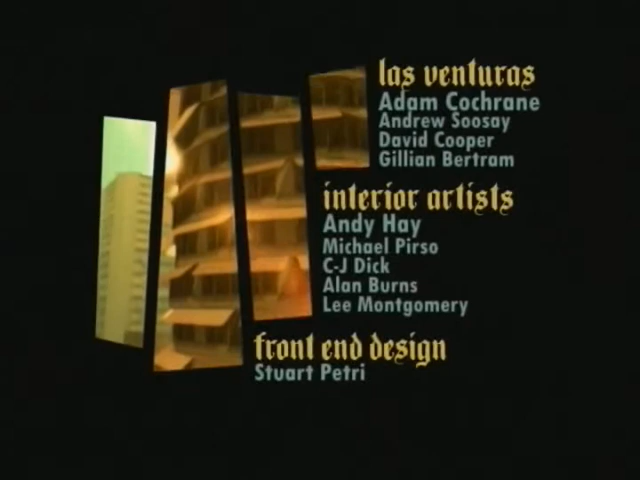 las venturas
Adam Cochrane
Andrew Soosay
David Cooper
Gillian Bertram
interior artists
Andy Hay
Michael Pirso
C-J Dick
Alan Burns
Lee Montgomery
front end design
Stuart Petri